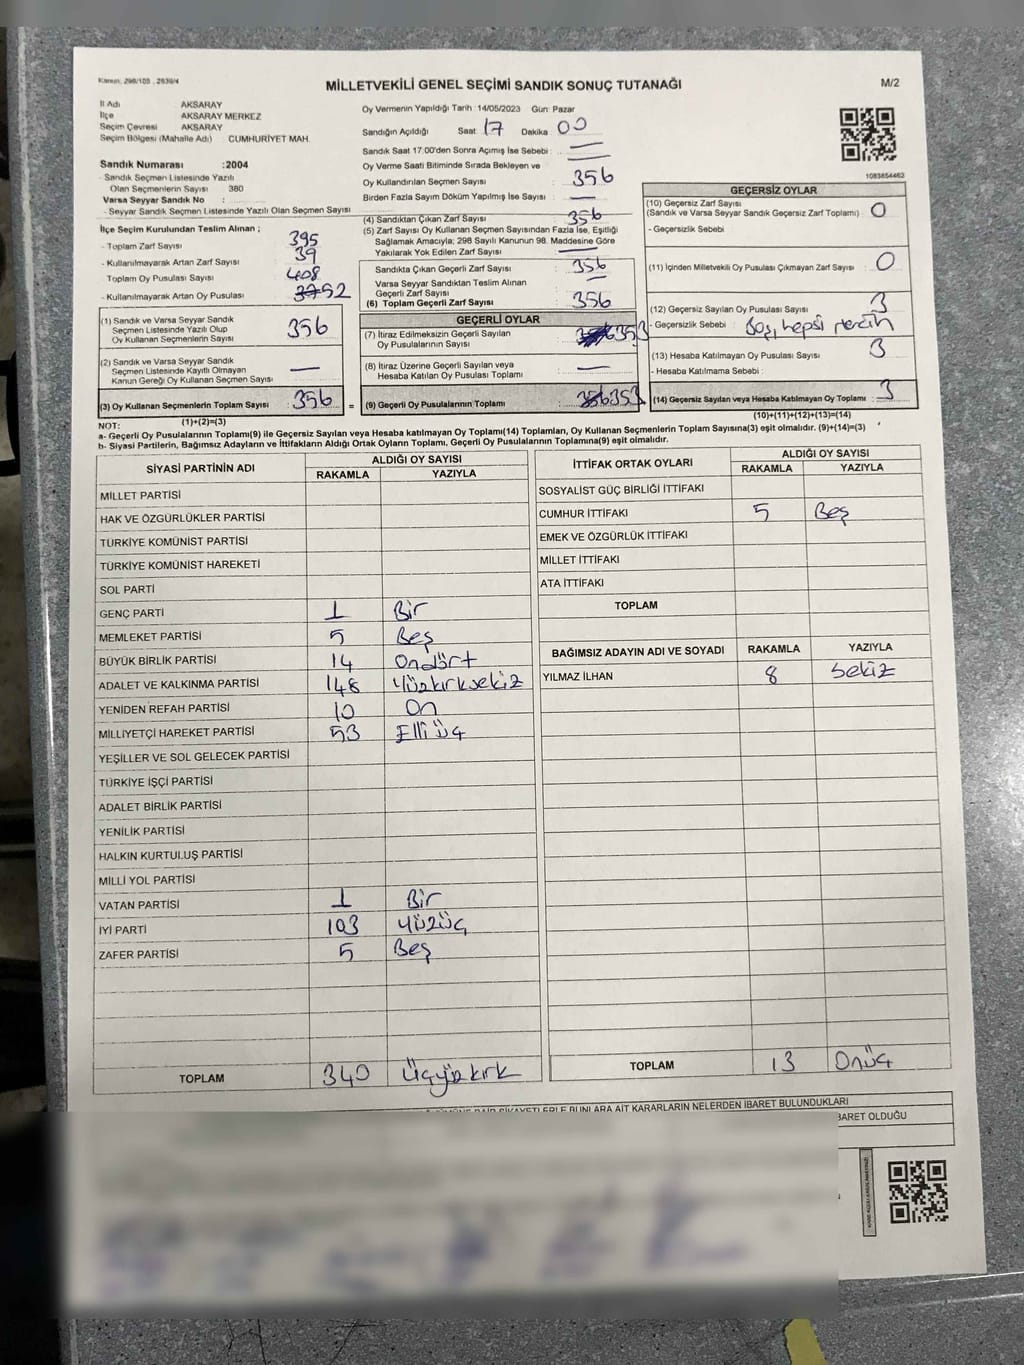 Kanun: 298/105 , 2839/4
MİLLETVEKİLİ GENEL SEÇİMİ SANDIK SONUÇ TUTANAĞI
M/2
İl Adı AKSARAY
İlçe AKSARAY MERKEZ
Seçim Çevresi AKSARAY
Seçim Bölgesi (Mahalle Adı) CUMHURİYET MAH.
Sandık Numarası :2004
- Sandık Seçmen Listesinde Yazılı
Olan Seçmenlerin Sayısı 380
Varsa Seyyar Sandık No :
- Seyyar Sandık Seçmen Listesinde Yazılı Olan Seçmen Sayısı
İlçe Seçim Kurulundan Teslim Alınan ;
- Toplam Zarf Sayısı 395
- Kullanılmayarak Artan Zarf Sayısı 39
Toplam Oy Pusulası Sayısı 408
- Kullanılmayarak Artan Oy Pusulası 52
(1) Sandık ve Varsa Seyyar Sandık
Seçmen Listesinde Yazılı Olup
Oy Kullanan Seçmenlerin Sayısı 356
(2) Sandık ve Varsa Seyyar Sandık
Seçmen Listesinde Kayıtlı Olmayan
Kanun Gereği Oy Kullanan Seçmen Sayısı —
(3) Oy Kullanan Seçmenlerin Toplam Sayısı 356 =
(1)+(2)=(3)
Oy Vermenin Yapıldığı Tarih : 14/05/2023 Gün: Pazar
Sandığın Açıldığı Saat 17 Dakika 00
Sandık Saat 17:00'den Sonra Açılmış İse Sebebi : —
Oy Verme Saati Bitiminde Sırada Bekleyen ve —
Oy Kullandırılan Seçmen Sayısı 356
Birden Fazla Sayım Döküm Yapılmış İse Sayısı : —
(4) Sandıktan Çıkan Zarf Sayısı 356
(5) Zarf Sayısı Oy Kullanan Seçmen Sayısından Fazla İse, Eşitliği
Sağlamak Amacıyla; 298 Sayılı Kanunun 98. Maddesine Göre
Yakılarak Yok Edilen Zarf Sayısı —
Sandıkta Çıkan Geçerli Zarf Sayısı : 356
Varsa Seyyar Sandıktan Teslim Alınan
Geçerli Zarf Sayısı —
(6) Toplam Geçerli Zarf Sayısı : 356
GEÇERLİ OYLAR
(7) İtiraz Edilmeksizin Geçerli Sayılan
Oy Pusulalarının Sayısı : 353
(8) İtiraz Üzerine Geçerli Sayılan veya
Hesaba Katılan Oy Pusulası Toplamı : —
(9) Geçerli Oy Pusulalarının Toplamı : 356 353
1083854462
GEÇERSİZ OYLAR
(10) Geçersiz Zarf Sayısı 0
(Sandık ve Varsa Seyyar Sandık Geçersiz Zarf Toplamı) :
- Geçersizlik Sebebi :
(11) İçinden Milletvekili Oy Pusulası Çıkmayan Zarf Sayısı : 0
(12) Geçersiz Sayılan Oy Pusulası Sayısı : 3
- Geçersizlik Sebebi : Boş, hepsi tercih
(13) Hesaba Katılmayan Oy Pusulası Sayısı : 3
- Hesaba Katılmama Sebebi :
(14) Geçersiz Sayılan veya Hesaba Katılmayan Oy Toplamı : 3
(10)+(11)+(12)+(13)=(14)
NOT:
a- Geçerli Oy Pusulalarının Toplamı(9) ile Geçersiz Sayılan veya Hesaba katılmayan Oy Toplamı(14) Toplamları, Oy Kullanan Seçmenlerin Toplam Sayısına(3) eşit olmalıdır. (9)+(14)=(3)
b- Siyasi Partilerin, Bağımsız Adayların ve İttifakların Aldığı Ortak Oyların Toplamı, Geçerli Oy Pusulalarının Toplamına(9) eşit olmalıdır.
SİYASİ PARTİNİN ADI ALDIĞI OY SAYISI
RAKAMLA YAZIYLA
MİLLET PARTİSİ
HAK VE ÖZGÜRLÜKLER PARTİSİ
TÜRKİYE KOMÜNİST PARTİSİ
TÜRKİYE KOMÜNİST HAREKETİ
SOL PARTİ
GENÇ PARTİ 1 Bir
MEMLEKET PARTİSİ 5 Beş
BÜYÜK BİRLİK PARTİSİ 14 Ondört
ADALET VE KALKINMA PARTİSİ 148 Yüzkırksekiz
YENİDEN REFAH PARTİSİ 10 On
MİLLİYETÇİ HAREKET PARTİSİ 53 Elli üç
YEŞİLLER VE SOL GELECEK PARTİSİ
TÜRKİYE İŞÇİ PARTİSİ
ADALET BİRLİK PARTİSİ
YENİLİK PARTİSİ
HALKIN KURTULUŞ PARTİSİ
MİLLİ YOL PARTİSİ
VATAN PARTİSİ 1 Bir
İYİ PARTİ 103 Yüzüç
ZAFER PARTİSİ 5 Beş
TOPLAM 340 Üçyüzkırk
İTTİFAK ORTAK OYLARI ALDIĞI OY SAYISI
RAKAMLA YAZIYLA
SOSYALİST GÜÇ BİRLİĞİ İTTİFAKI
CUMHUR İTTİFAKI 5 Beş
EMEK VE ÖZGÜRLÜK İTTİFAKI
MİLLET İTTİFAKI
ATA İTTİFAKI
TOPLAM
BAĞIMSIZ ADAYIN ADI VE SOYADI RAKAMLA YAZIYLA
YILMAZ İLHAN 8 Sekiz
TOPLAM 13 Onüç
ŞİKAYETLERLE BUNLARA AİT KARARLARIN NELERDEN İBARET BULUNDUKLARI
İBARET OLDUĞU